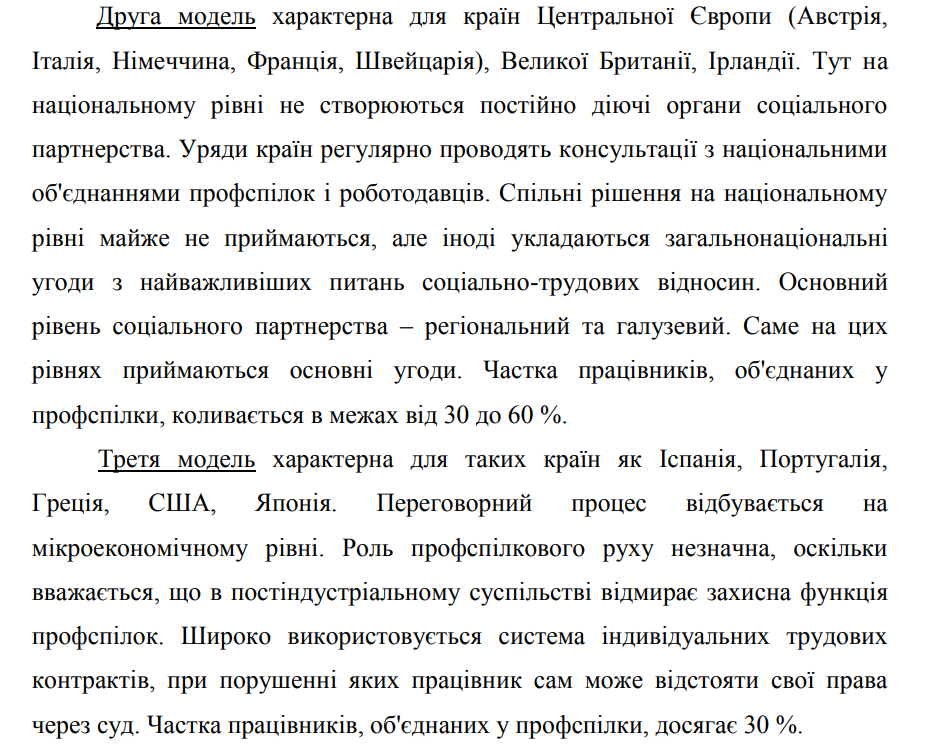 Друга модель характерна для країн Центральної Європи (Австрія,
Італія, Німеччина, Франція, Швейцарія), Великої Британії, Ірландії. Тут на
національному рівні не створюються постійно діючі органи соціального
партнерства. Уряди країн регулярно проводять консультації з національними
об'єднаннями профспілок і роботодавців. Спільні рішення на національному
рівні майже не приймаються, але іноді укладаються загальнонаціональні
угоди з найважливіших питань соціально-трудових відносин. Основний
рівень соціального партнерства – регіональний та галузевий. Саме на цих
рівнях приймаються основні угоди. Частка працівників, об'єднаних у
профспілки, коливається в межах від 30 до 60 %.
Третя модель характерна для таких країн як Іспанія, Португалія,
Греція, США, Японія. Переговорний процес відбувається на
мікроекономічному рівні. Роль профспілкового руху незначна, оскільки
вважається, що в постіндустріальному суспільстві відмирає захисна функція
профспілок. Широко використовується система індивідуальних трудових
контрактів, при порушенні яких працівник сам може відстояти свої права
через суд. Частка працівників, об'єднаних у профспілки, досягає 30 %.